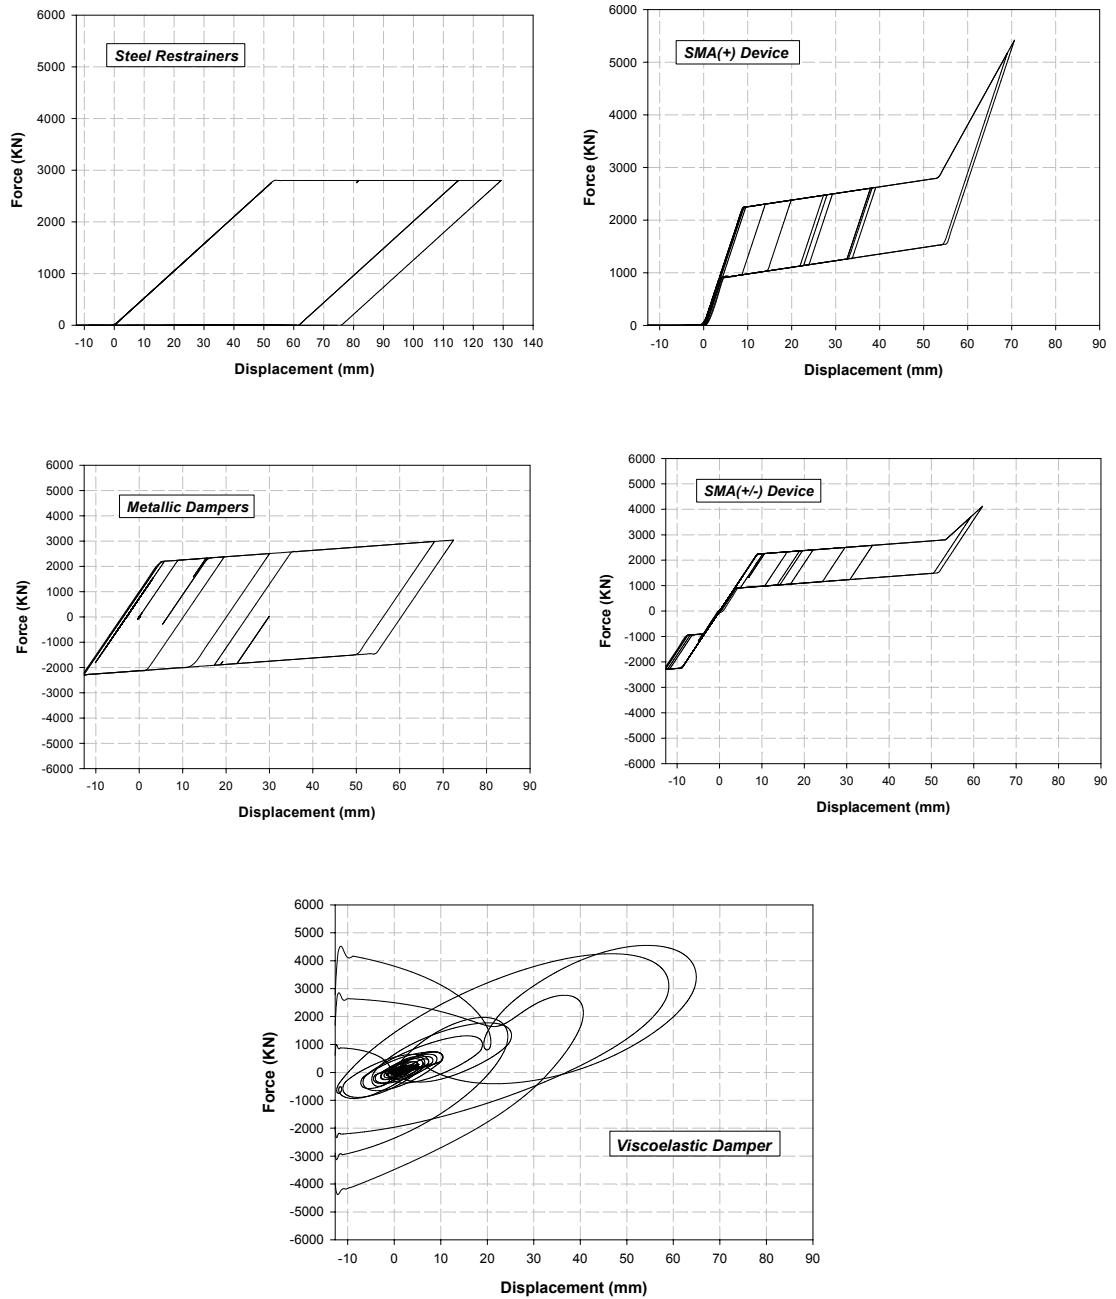 6000
5000
4000
3000
2000
1000
0
Force (KN)
Steel Restrainers
-10 0 10 20 30 40 50 60 70 80 90 100 110 120 130 140
Displacement (mm)
6000
5000
4000
3000
2000
1000
0
Force (KN)
SMA(+) Device
-10 0 10 20 30 40 50 60 70 80 90
Displacement (mm)
6000
5000
4000
3000
2000
1000
0
-1000
-2000
-3000
-4000
-5000
-6000
Force (KN)
Metallic Dampers
-10 0 10 20 30 40 50 60 70 80 90
Displacement (mm)
6000
5000
4000
3000
2000
1000
0
-1000
-2000
-3000
-4000
-5000
-6000
Force (KN)
SMA(+/-) Device
-10 0 10 20 30 40 50 60 70 80 90
Displacement (mm)
6000
5000
4000
3000
2000
1000
0
-1000
-2000
-3000
-4000
-5000
-6000
Force (KN)
Viscoelastic Damper
-10 0 10 20 30 40 50 60 70 80 90
Displacement (mm)